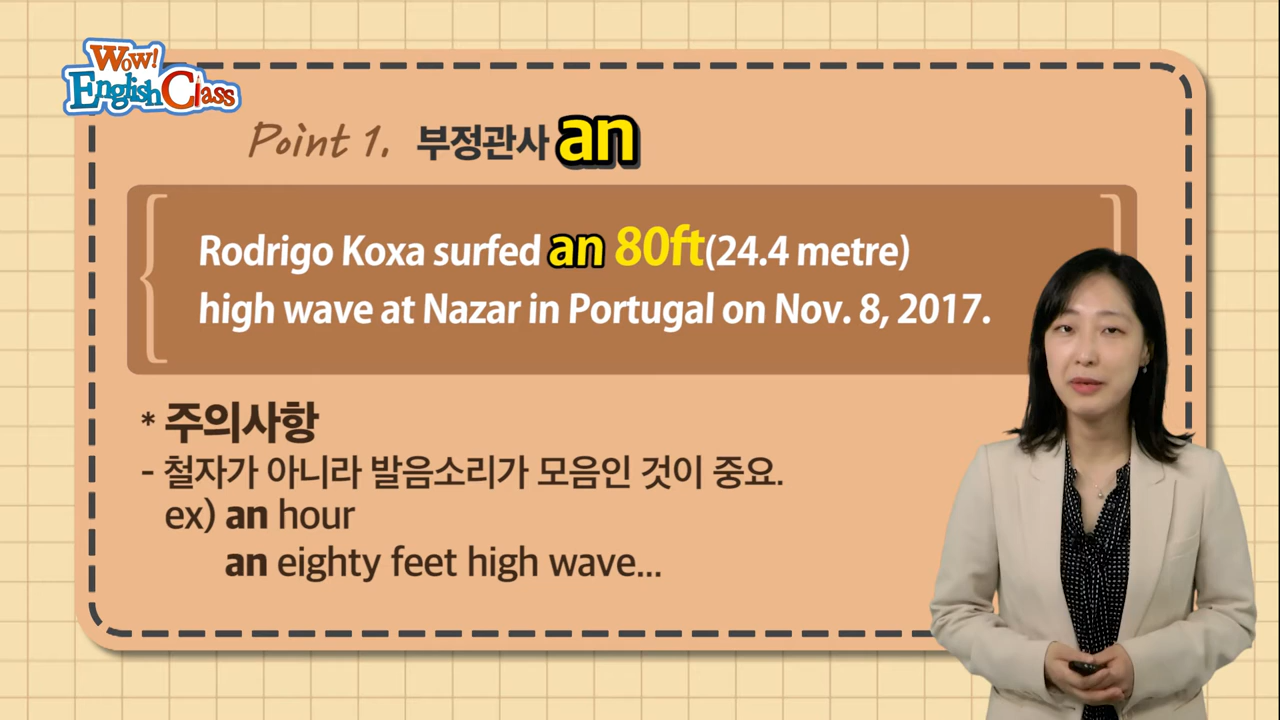 Wow!
English Class
Point 1. 부정관사 an
Rodrigo Koxa surfed an 80ft(24.4 metre)
high wave at Nazar in Portugal on Nov. 8, 2017.
* 주의사항
- 철자가 아니라 발음소리가 모음인 것이 중요.
ex) an hour
an eighty feet high wave...